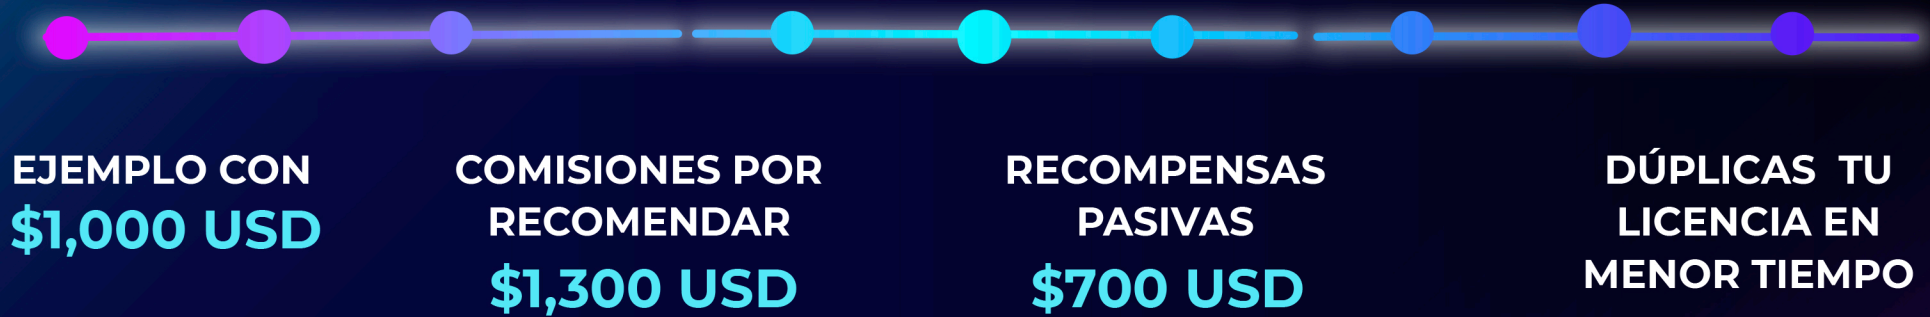 EJEMPLO CON
$1,000 USD
COMISIONES POR
RECOMENDAR
$1,300 USD
RECOMPENSAS
PASIVAS
$700 USD
DÚPLICAS TU
LICENCIA EN
MENOR TIEMPO